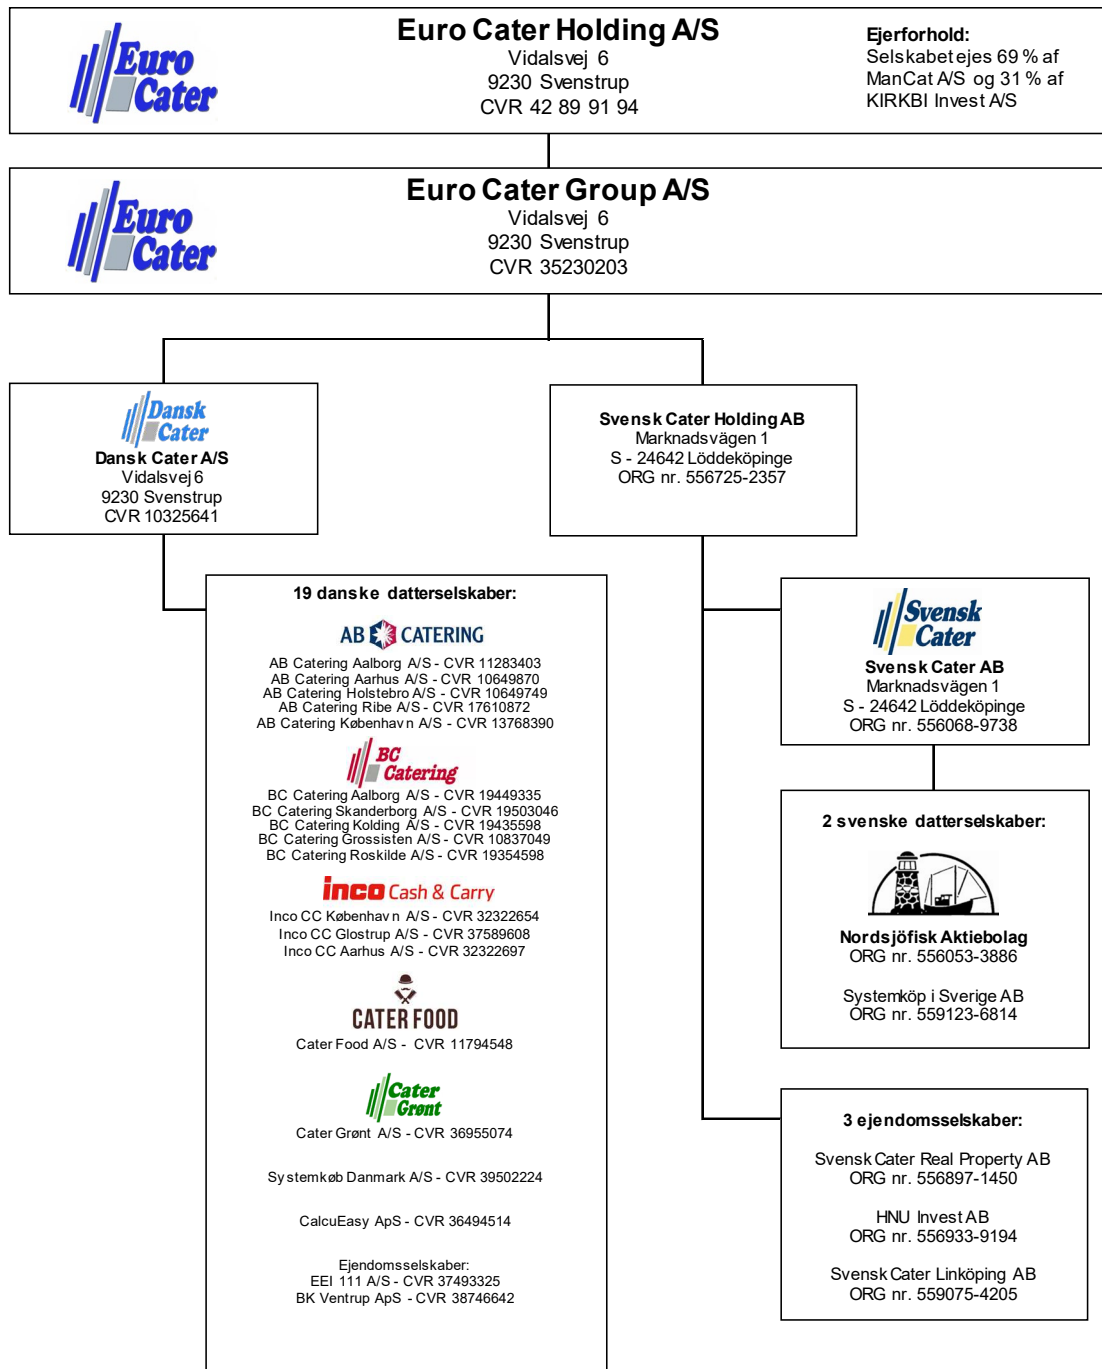 Euro
Cater
Euro Cater Holding A/S
Vidalsvej 6
9230 Svenstrup
CVR 42 89 91 94
Ejerforhold:
Selskabet ejes 69 % af
ManCat A/S og 31 % af
KIRKBI Invest A/S
Euro
Cater
Euro Cater Group A/S
Vidalsvej 6
9230 Svenstrup
CVR 35230203
Dansk
Cater
Dansk Cater A/S
Vidalsvej 6
9230 Svenstrup
CVR 10325641
Svensk Cater Holding AB
Marknadsvägen 1
S - 24642 Löddeköpinge
ORG nr. 556725-2357
19 danske datterselskaber:
AB CATERING
AB Catering Aalborg A/S - CVR 11283403
AB Catering Aarhus A/S - CVR 10649870
AB Catering Holstebro A/S - CVR 10649749
AB Catering Ribe A/S - CVR 17610872
AB Catering København A/S - CVR 13768390
BC
Catering
BC Catering Aalborg A/S - CVR 19449335
BC Catering Skanderborg A/S - CVR 19503046
BC Catering Kolding A/S - CVR 19435598
BC Catering Grossisten A/S - CVR 10837049
BC Catering Roskilde A/S - CVR 19354598
inco Cash & Carry
Inco CC København A/S - CVR 32322654
Inco CC Glostrup A/S - CVR 37589608
Inco CC Aarhus A/S - CVR 32322697
CATER FOOD
Cater Food A/S - CVR 11794548
Cater
Grønt
Cater Grønt A/S - CVR 36955074
Systemkøb Danmark A/S - CVR 39502224
CalcuEasy ApS - CVR 36494514
Ejendomsselskaber:
EEI 111 A/S - CVR 37493325
BK Ventrup ApS - CVR 38746642
Svensk
Cater
Svensk Cater AB
Marknadsvägen 1
S - 24642 Löddeköpinge
ORG nr. 556068-9738
2 svenske datterselskaber:
Nordsjöfisk Aktiebolag
ORG nr. 556053-3886
Systemköp i Sverige AB
ORG nr. 559123-6814
3 ejendomsselskaber:
Svensk Cater Real Property AB
ORG nr. 556897-1450
HNU Invest AB
ORG nr. 556933-9194
Svensk Cater Linköping AB
ORG nr. 559075-4205